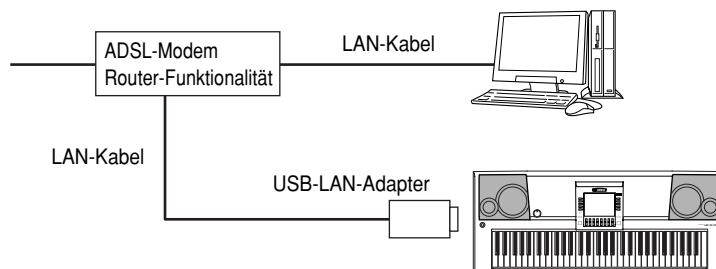 ADSL-Modem
Router-Funktionalität
LAN-Kabel
LAN-Kabel
USB-LAN-Adapter